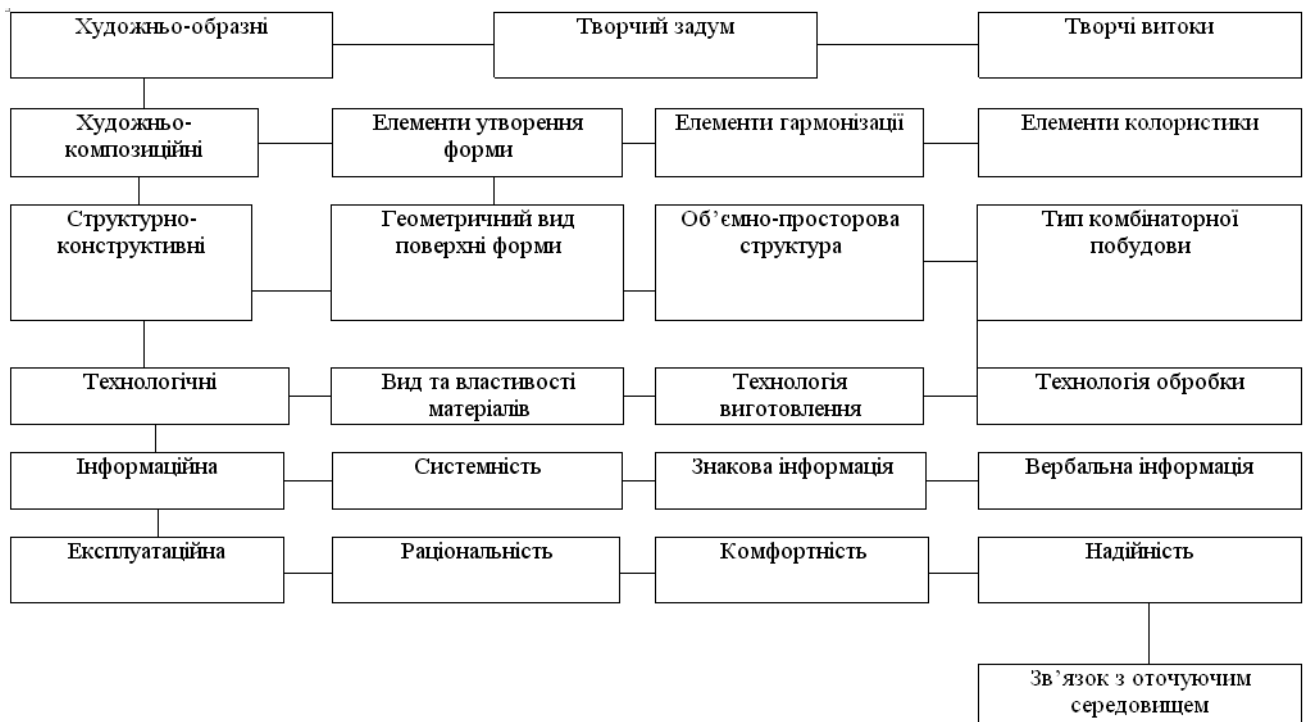 Художньо-образні
Творчий задум
Творчі витоки
Художньо-
композиційні
Елементи утворення
форми
Елементи гармонізації
Елементи колористики
Структурно-
конструктивні
Геометричний вид
поверхні форми
Об’ємно-просторова
структура
Тип комбінаторної
побудови
Технологічні
Вид та властивості
матеріалів
Технологія
виготовлення
Технологія обробки
Інформаційна
Системність
Знакова інформація
Вербальна інформація
Експлуатаційна
Раціональність
Комфортність
Надійність
Зв’язок з оточуючим
середовищем